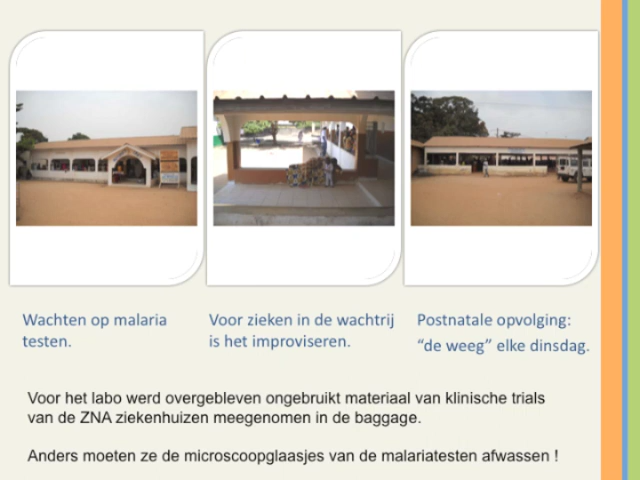 Wachten op malaria
testen.
Voor zieken in de wachtrij
is het improviseren.
Postnatale opvolging:
“de weeg” elke dinsdag.
Voor het labo werd overgebleven ongebruikt materiaal van klinische trials
van de ZNA ziekenhuizen meegenomen in de baggage.
Anders moeten ze de microscoopglaasjes van de malariatesten afwassen !